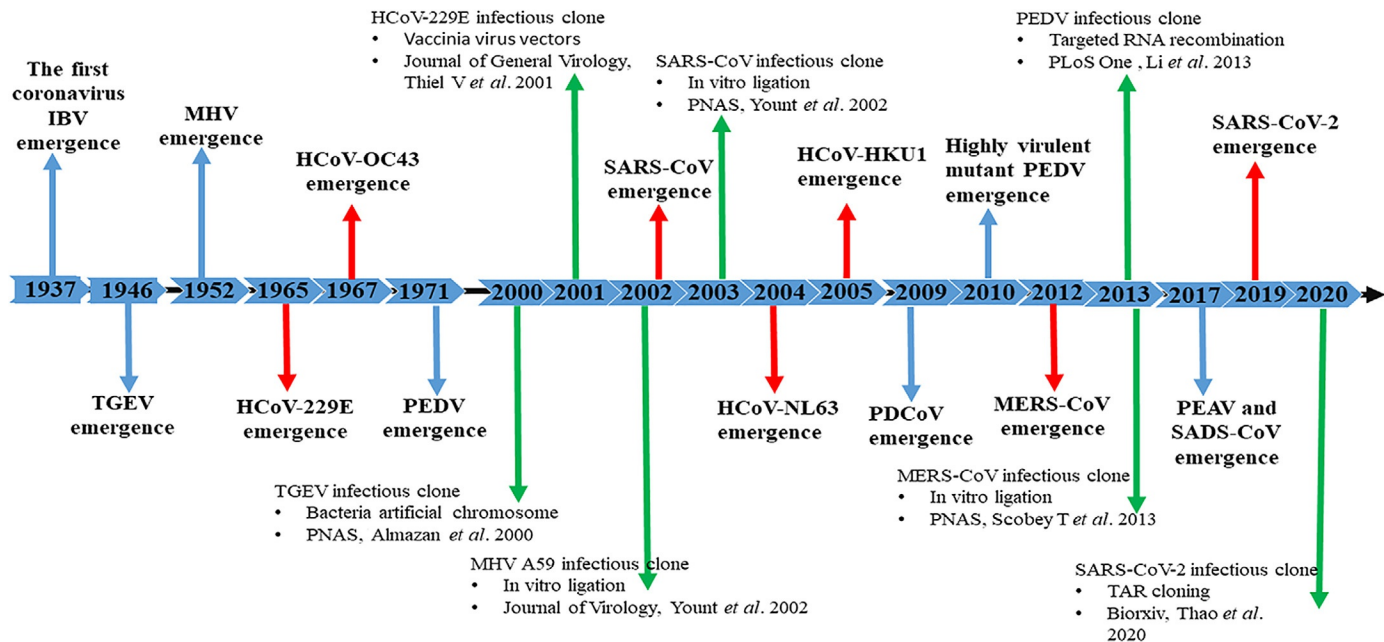 HCoV-229E infectious clone
• Vaccinia virus vectors
• Journal of General Virology,
Thiel V et al. 2001
SARS-CoV infectious clone
• In vitro ligation
• PNAS, Yount et al. 2002
PEDV infectious clone
• Targeted RNA recombination
• PLoS One , Li et al. 2013
The first
coronavirus
IBV
emergence
MHV
emergence
HCoV-OC43
emergence
SARS-CoV
emergence
HCoV-HKU1
emergence
Highly virulent
mutant PEDV
emergence
SARS-CoV-2
emergence
1937
1946
1952
1965
1967
1971
2000
2001
2002
2003
2004
2005
2009
2010
2012
2013
2017
2019
2020
TGEV
emergence
HCoV-229E
emergence
PEDV
emergence
HCoV-NL63
emergence
PDCoV
emergence
MERS-CoV
emergence
PEAV and
SADS-CoV
emergence
TGEV infectious clone
• Bacteria artificial chromosome
• PNAS, Almazan et al. 2000
MHV A59 infectious clone
• In vitro ligation
• Journal of Virology, Yount et al. 2002
MERS-CoV infectious clone
• In vitro ligation
• PNAS, Scobey T et al. 2013
SARS-CoV-2 infectious clone
• TAR cloning
• Biorxiv, Thao et al.
2020